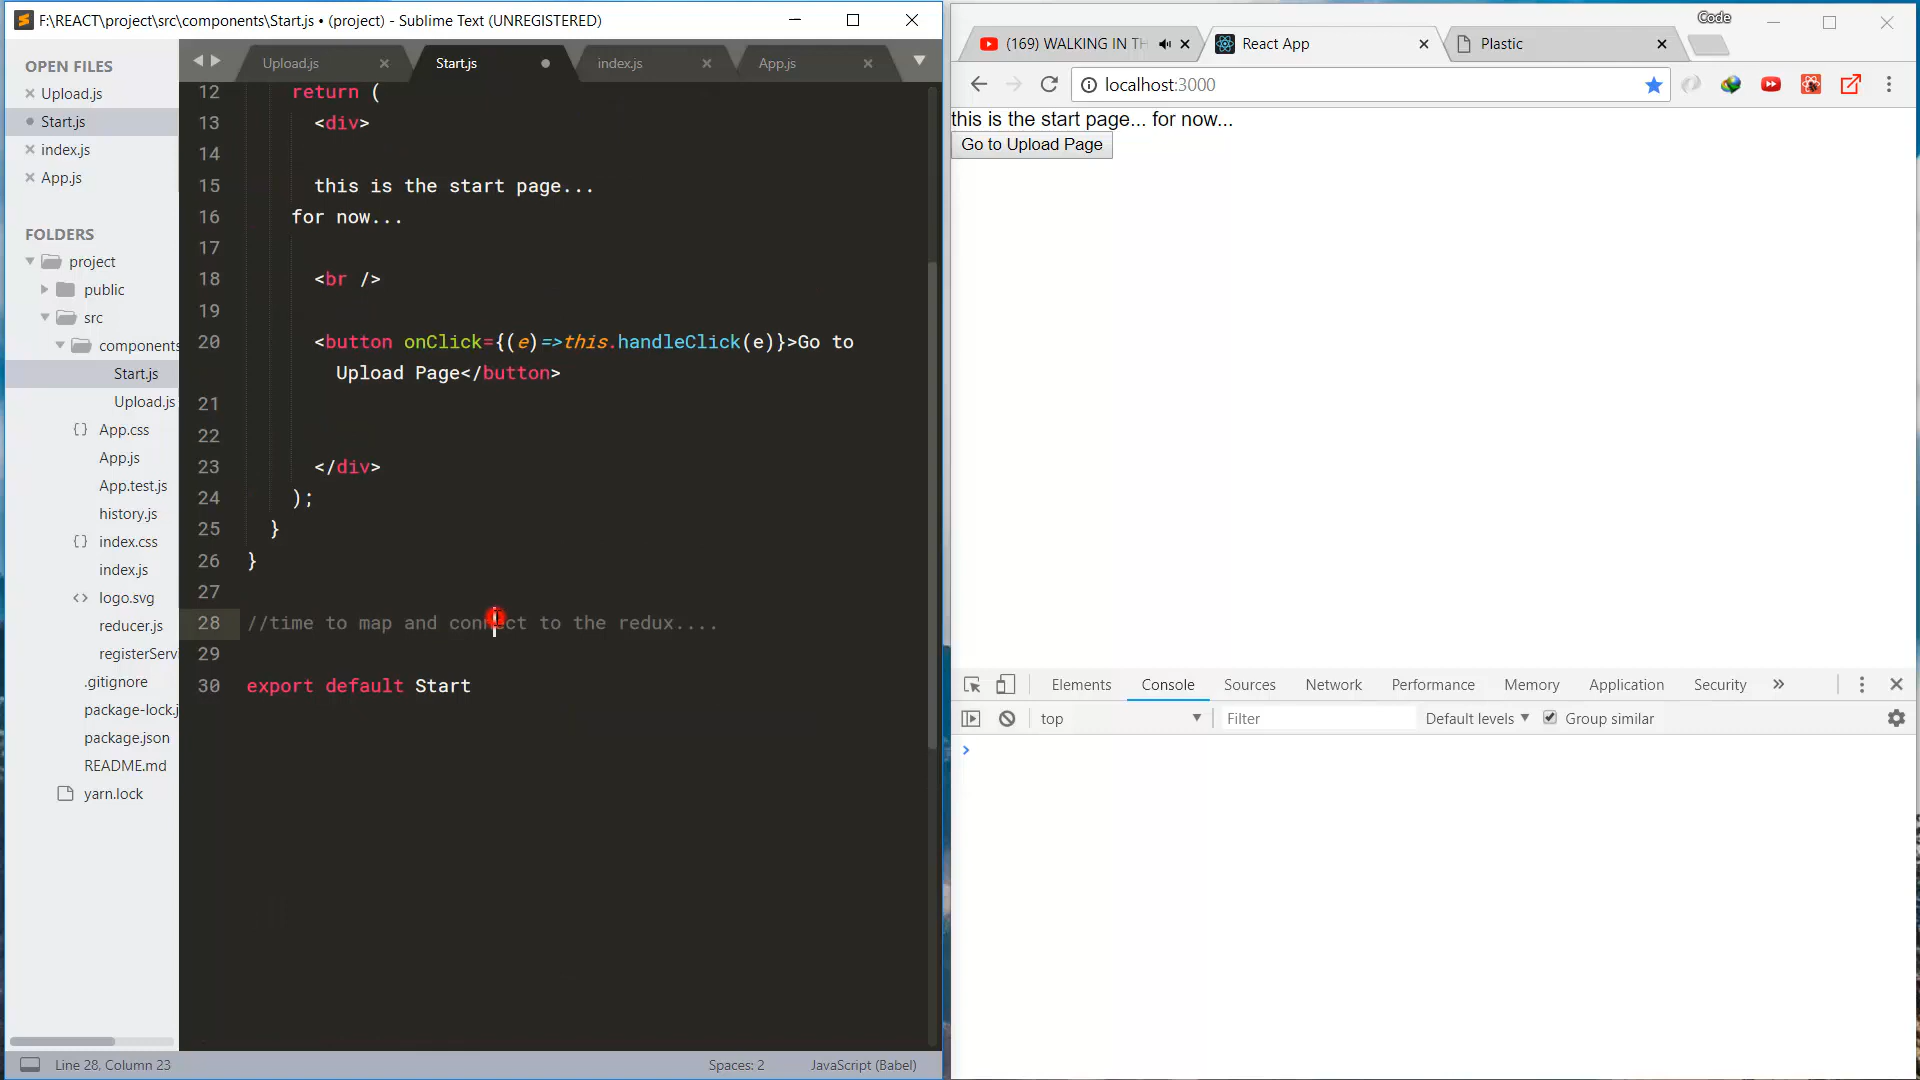 F:\REACT\project\src\components\Start.js • (project) - Sublime Text (UNREGISTERED)
OPEN FILES
Upload.js
Start.js
index.js
App.js
FOLDERS
project
public
src
components
Start.js
Upload.js
App.css
App.js
App.test.js
history.js
index.css
index.js
logo.svg
reducer.js
registerServ
.gitignore
package-lock.j
package.json
README.md
yarn.lock
Upload.js
Start.js
index.js
App.js
12 return (
13 <div>
14
15 this is the start page...
16 for now...
17
18 <br />
19
20 <button onClick={(e)=>this.handleClick(e)}>Go to
Upload Page</button>
21
22
23 </div>
24 );
25 }
26 }
27
28 //time to map and connect to the redux....
29
30 export default Start
Line 28, Column 23
Spaces: 2
JavaScript (Babel)
Code
(169) WALKING IN TH
React App
Plastic
localhost:3000
this is the start page... for now...
Go to Upload Page
Elements
Console
Sources
Network
Performance
Memory
Application
Security
»
top
Filter
Default levels
Group similar